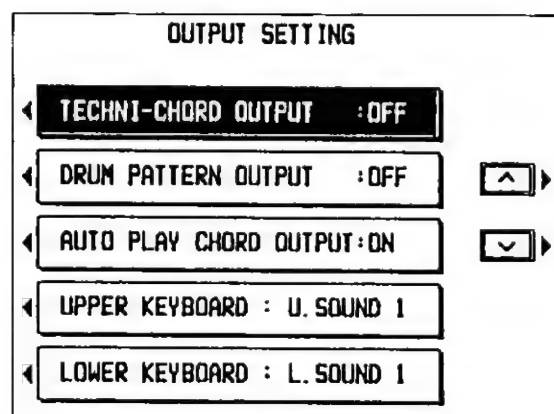 OUTPUT SETTING
TECHNI-CHORD OUTPUT :OFF
DRUM PATTERN OUTPUT :OFF
AUTO PLAY CHORD OUTPUT:ON
UPPER KEYBOARD : U.SOUND 1
LOWER KEYBOARD : L.SOUND 1